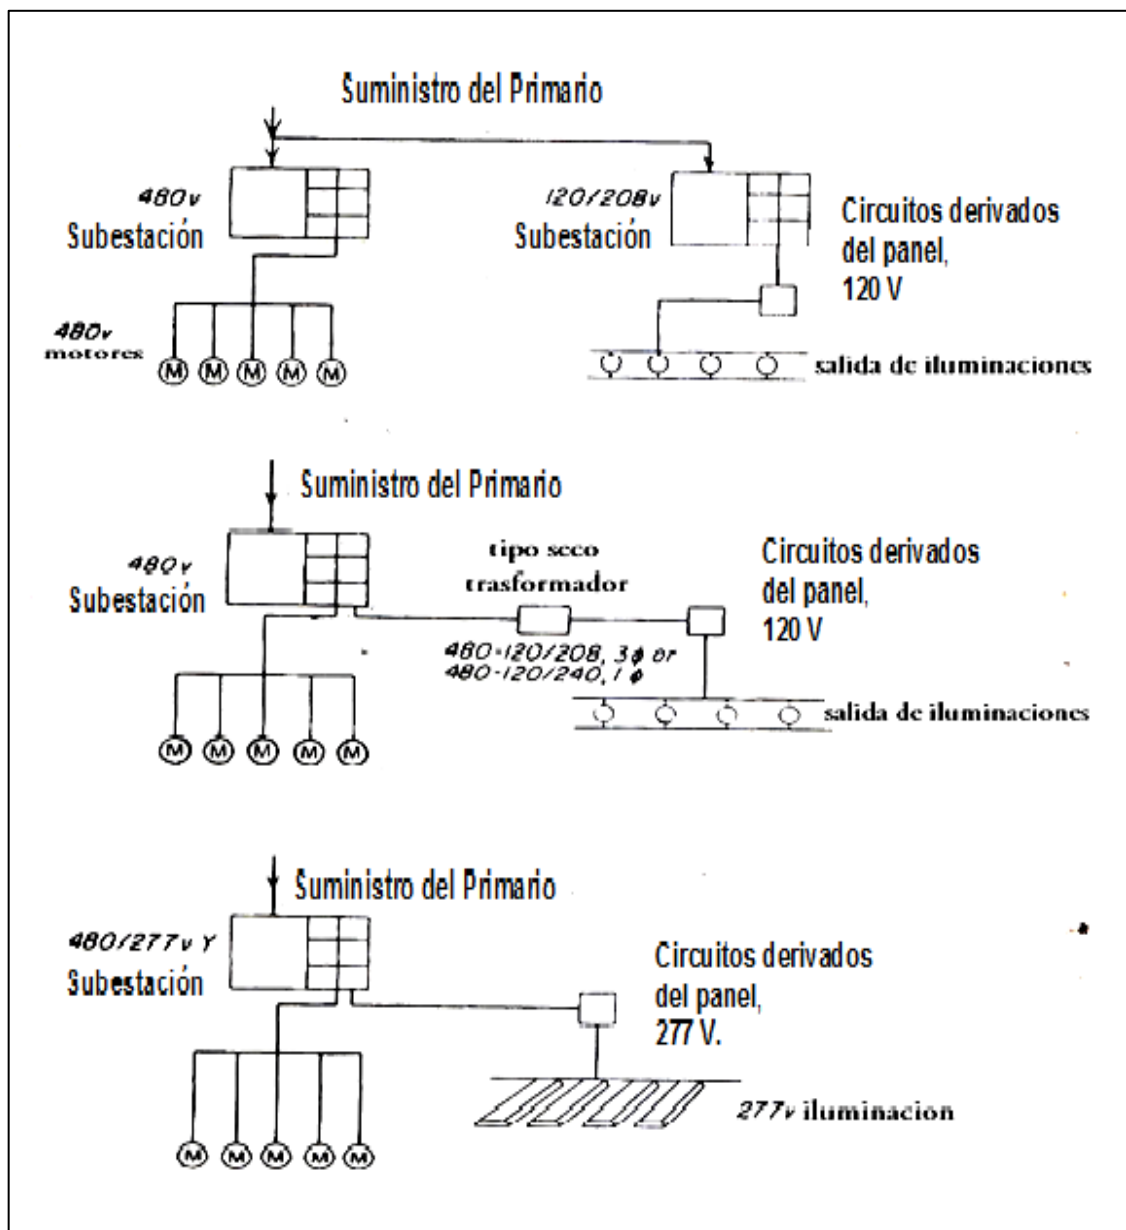 Suministro del Primario
480v
Subestación
120/208v
Subestación
Circuitos derivados
del panel,
120 V
480v
motores
M M M M M
salida de iluminaciones
Suministro del Primario
480v
Subestación
tipo seco
trasformador
480-120/208, 3ϕ or
480-120/240, 1ϕ
Circuitos derivados
del panel,
120 V
salida de iluminaciones
M M M M M
Suministro del Primario
480/277v Y
Subestación
Circuitos derivados
del panel,
277 V.
277v iluminacion
M M M M M